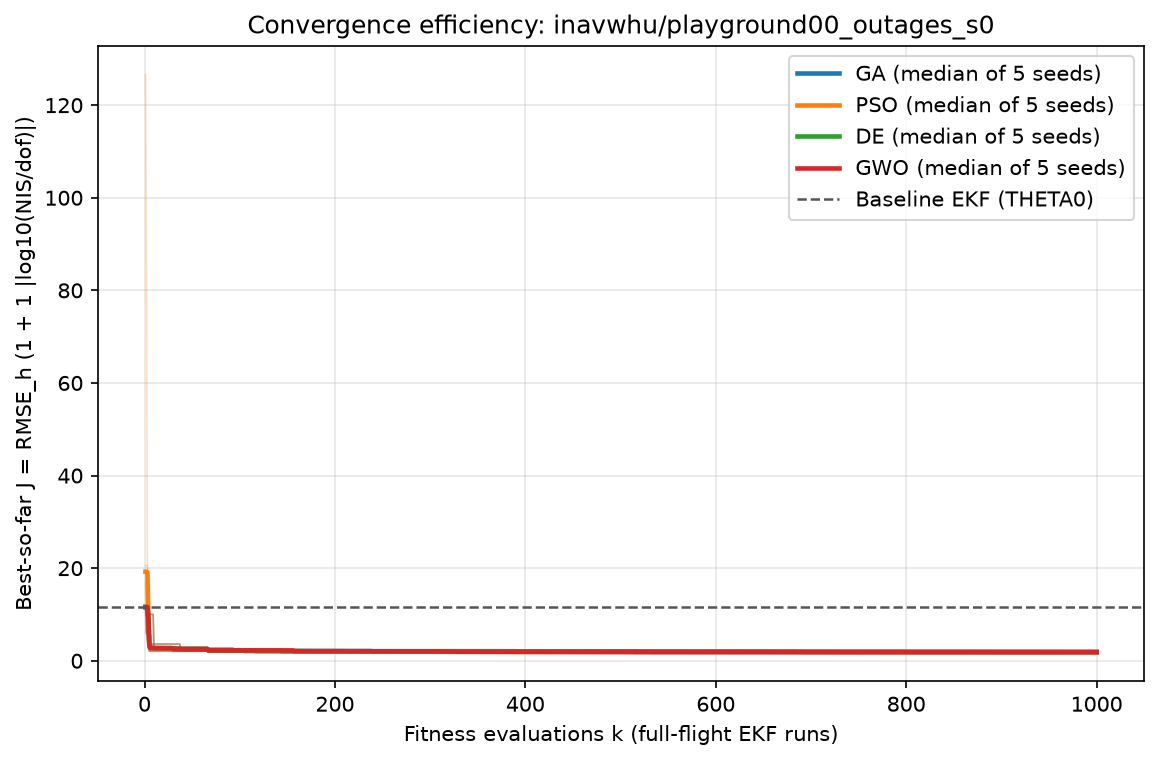 Convergence efficiency: inavwhu/playground00_outages_s0
Best-so-far J = RMSE_h (1 + 1 |log10(NIS/dof)|)
120
100
80
60
40
20
0
GA (median of 5 seeds)
PSO (median of 5 seeds)
DE (median of 5 seeds)
GWO (median of 5 seeds)
Baseline EKF (THETA0)
0
200
400
600
800
1000
Fitness evaluations k (full-flight EKF runs)